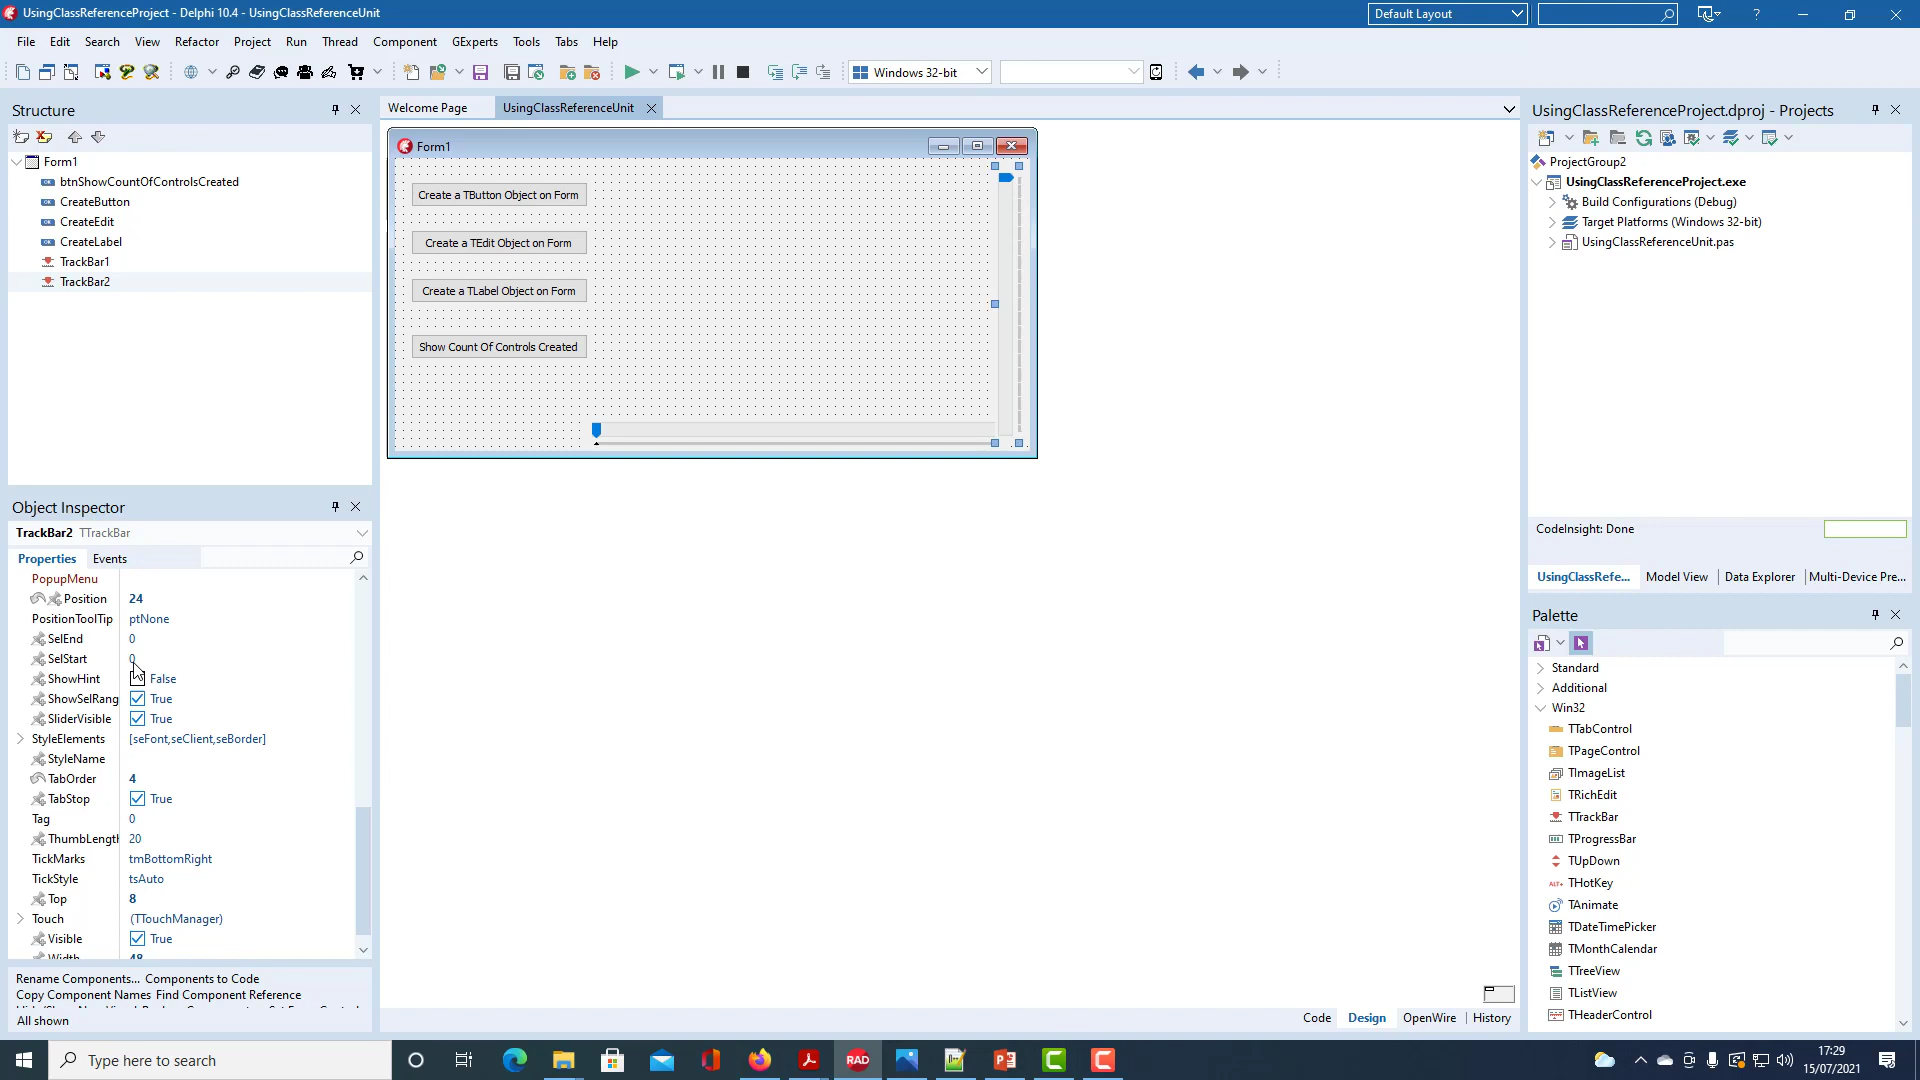 UsingClassReferenceProject - Delphi 10.4 - UsingClassReferenceUnit
Default Layout
File Edit Search View Refactor Project Run Thread Component GExperts Tools Tabs Help
Windows 32-bit
Structure
Form1
btnShowCountOfControlsCreated
CreateButton
CreateEdit
CreateLabel
TrackBar1
TrackBar2
Object Inspector
TrackBar2 TTrackBar
Properties Events
PopupMenu
Position 24
PositionToolTip ptNone
SelEnd 0
SelStart 0
ShowHint False
ShowSelRang True
SliderVisible True
StyleElements [seFont,seClient,seBorder]
StyleName
TabOrder 4
TabStop True
Tag 0
ThumbLength 20
TickMarks tmBottomRight
TickStyle tsAuto
Top 8
Touch (TTouchManager)
Visible True
Width 48
Rename Components... Components to Code
Copy Component Names Find Component Reference
All shown
Welcome Page UsingClassReferenceUnit
Form1
Create a TButton Object on Form
Create a TEdit Object on Form
Create a TLabel Object on Form
Show Count Of Controls Created
Code Design OpenWire History
UsingClassReferenceProject.dproj - Projects
ProjectGroup2
UsingClassReferenceProject.exe
Build Configurations (Debug)
Target Platforms (Windows 32-bit)
UsingClassReferenceUnit.pas
CodeInsight: Done
UsingClassRefe... Model View Data Explorer Multi-Device Pre...
Palette
Standard
Additional
Win32
TTabControl
TPageControl
TImageList
TRichEdit
TTrackBar
TProgressBar
TUpDown
THotKey
TAnimate
TDateTimePicker
TMonthCalendar
TTreeView
TListView
THeaderControl
Type here to search
RAD
17:29
15/07/2021